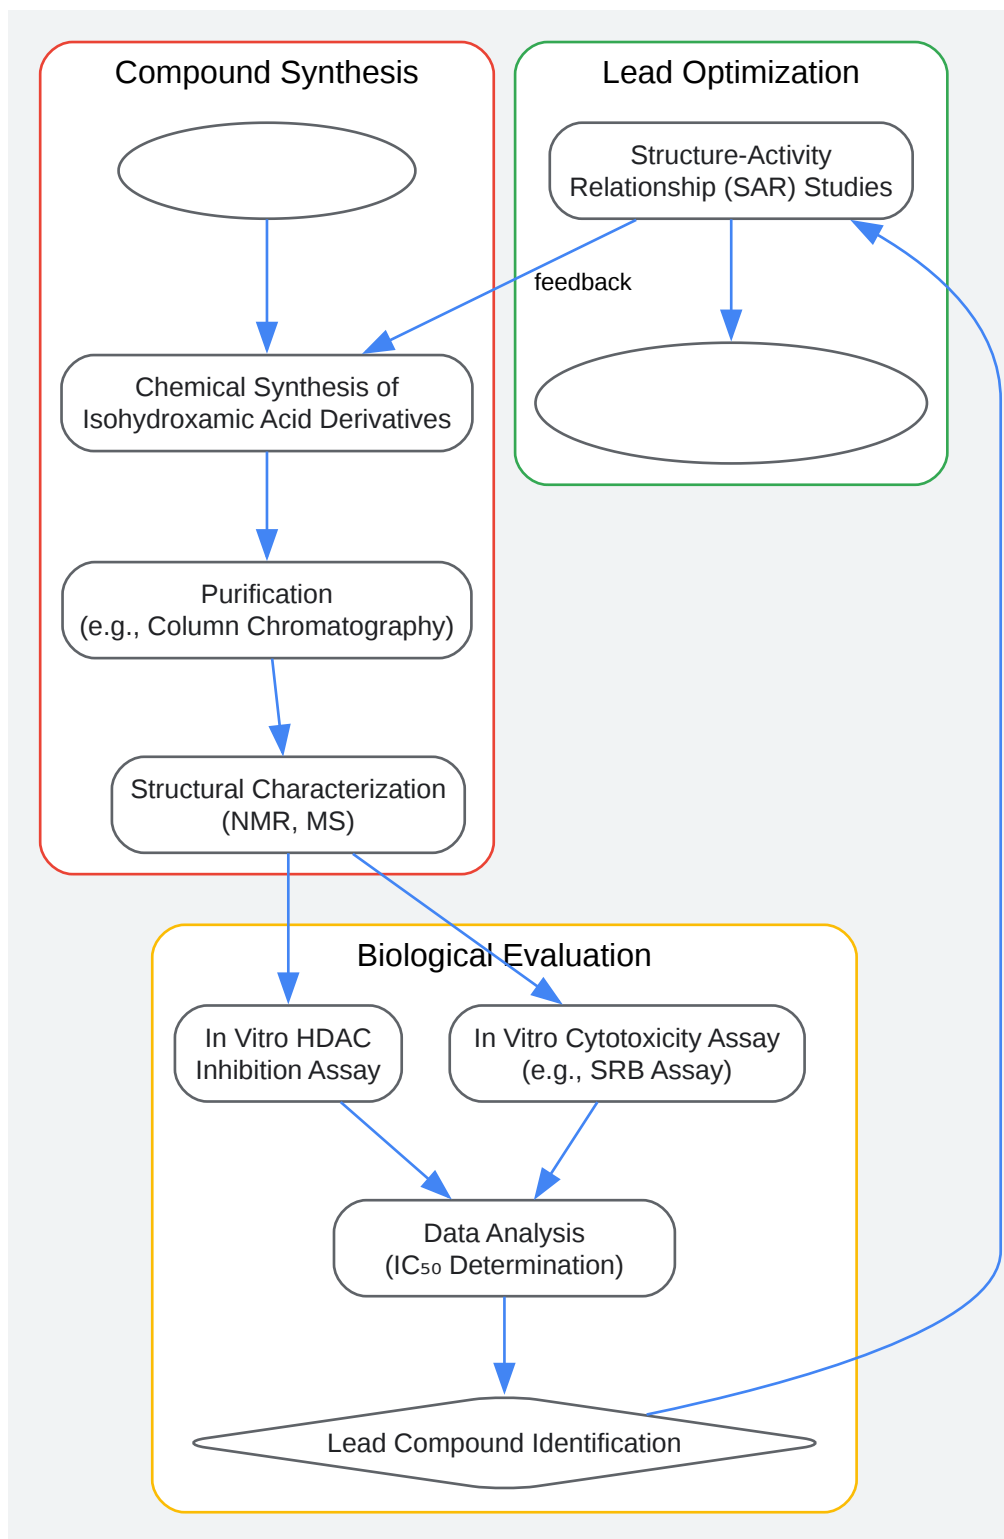 Compound Synthesis
Chemical Synthesis of
Isohydroxamic Acid Derivatives
Purification
(e.g., Column Chromatography)
Structural Characterization
(NMR, MS)
Lead Optimization
Structure-Activity
Relationship (SAR) Studies
feedback
Biological Evaluation
In Vitro HDAC
Inhibition Assay
In Vitro Cytotoxicity Assay
(e.g., SRB Assay)
Data Analysis
(IC₅₀ Determination)
Lead Compound Identification